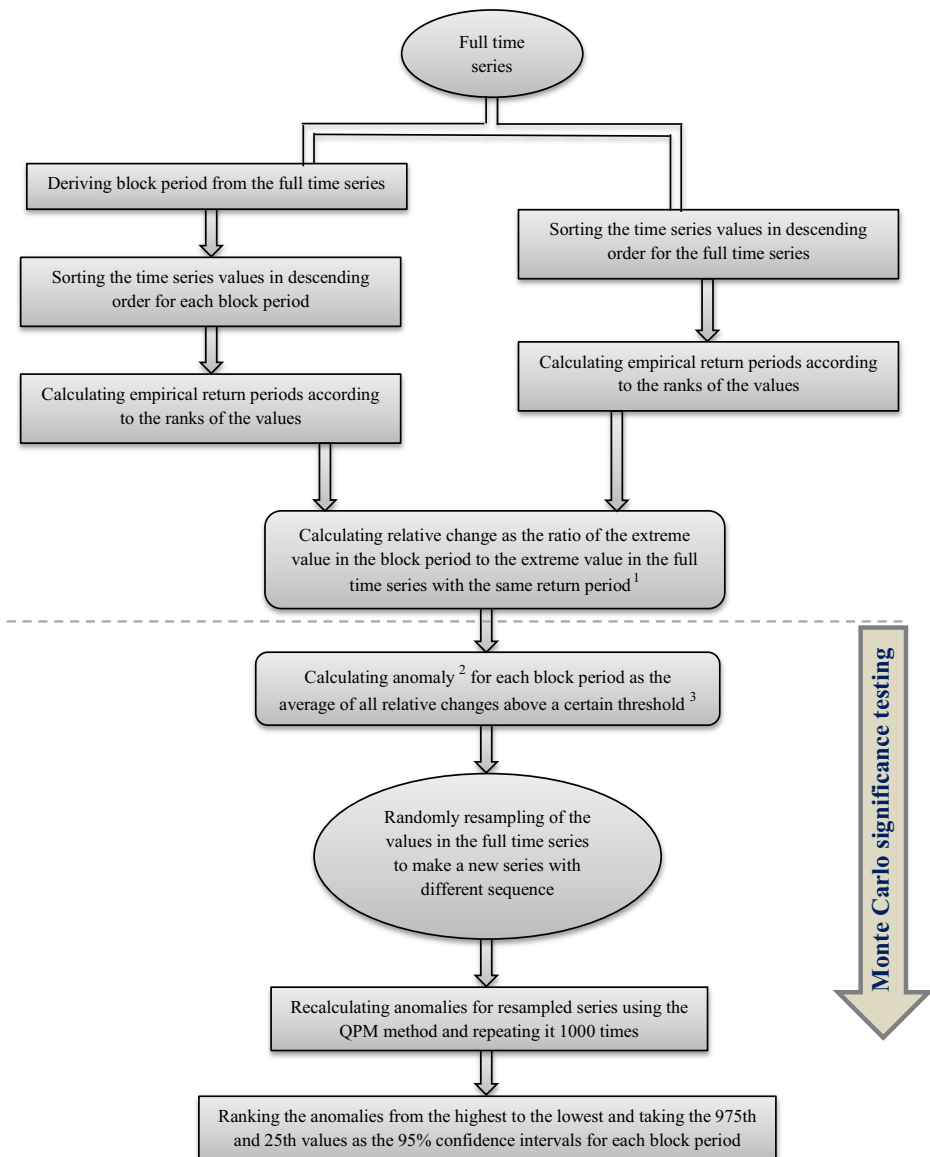 Full time
series
Deriving block period from the full time series
Sorting the time series values in descending
order for the full time series
Sorting the time series values in descending
order for each block period
Calculating empirical return periods according
to the ranks of the values
Calculating empirical return periods according
to the ranks of the values
Calculating relative change as the ratio of the extreme
value in the block period to the extreme value in the full
time series with the same return period 1
Calculating anomaly 2 for each block period as the
average of all relative changes above a certain threshold 3
Randomly resampling of the
values in the full time series
to make a new series with
different sequence
Recalculating anomalies for resampled series using the
QPM method and repeating it 1000 times
Ranking the anomalies from the highest to the lowest and taking the 975th
and 25th values as the 95% confidence intervals for each block period
Monte Carlo significance testing